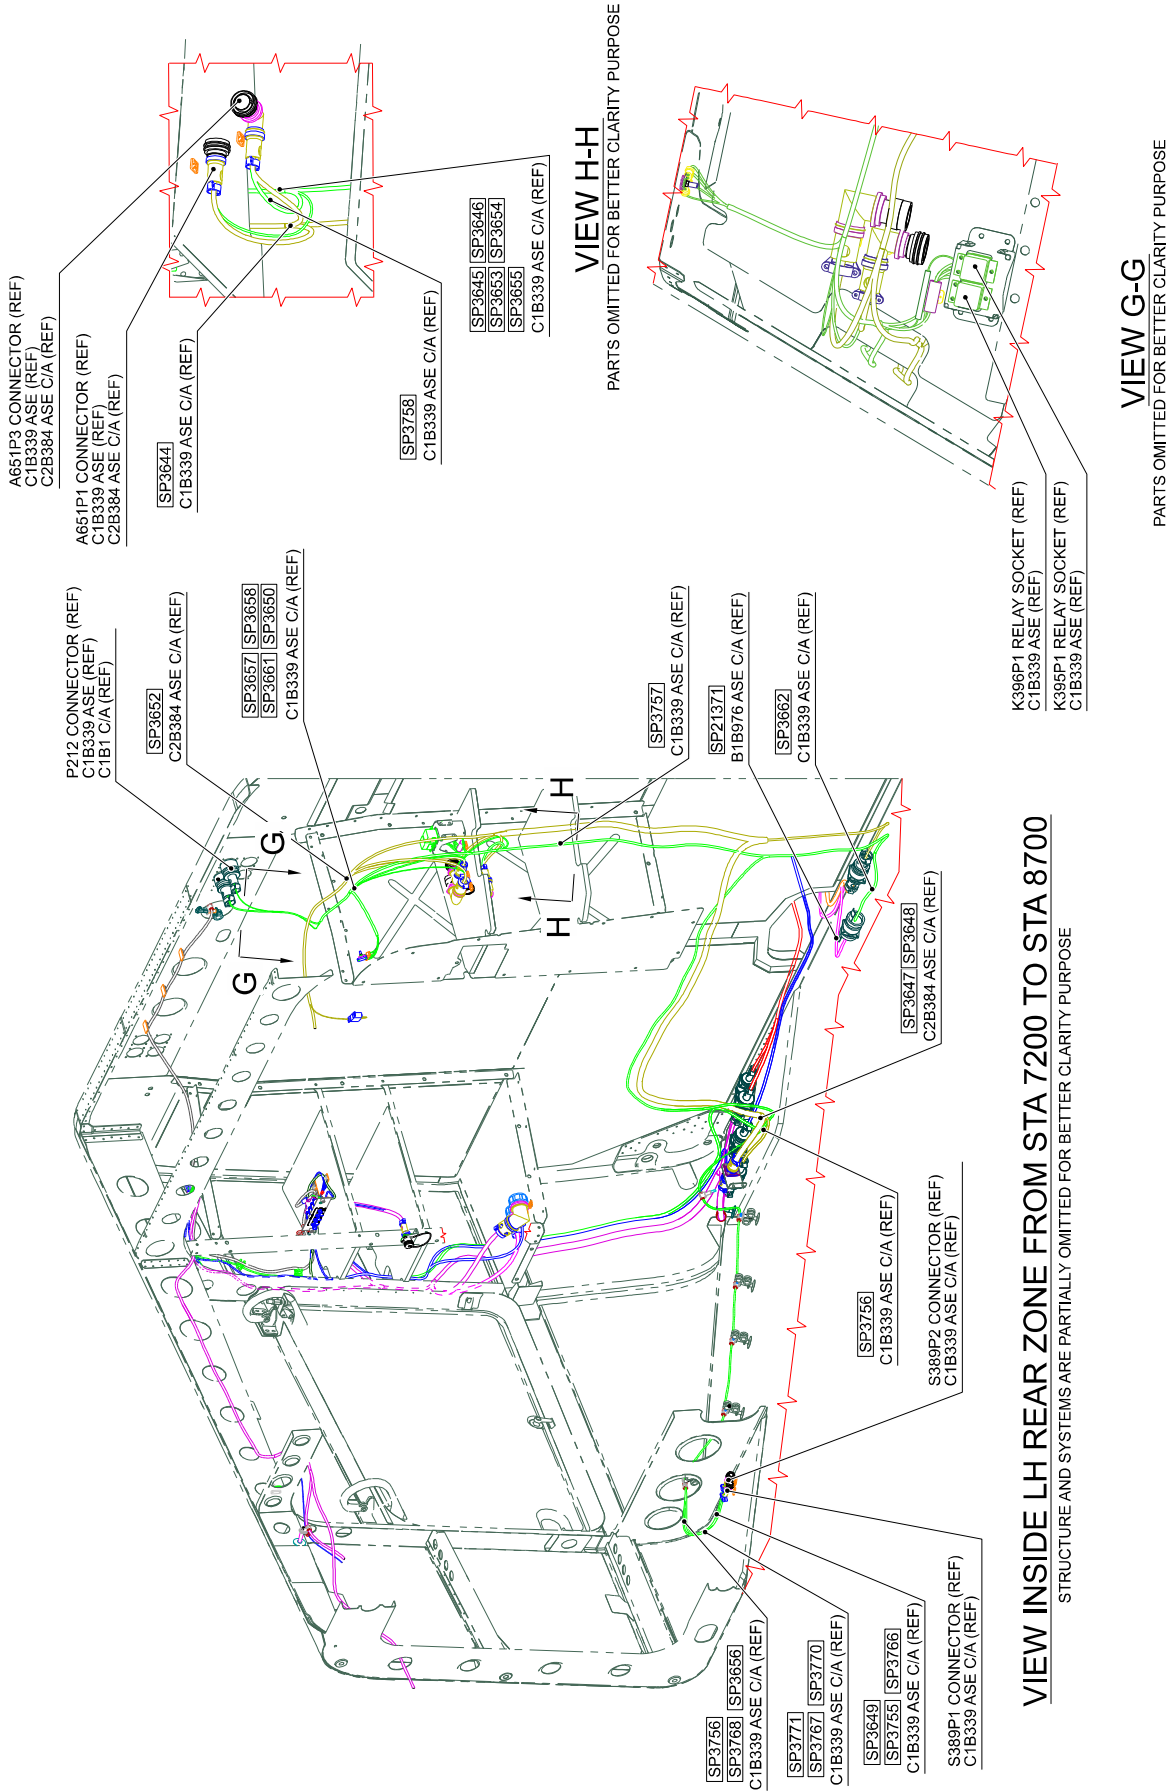 A651P3 CONNECTOR (REF)
C1B339 ASE (REF)
C2B384 ASE C/A (REF)
A651P1 CONNECTOR (REF)
C1B339 ASE (REF)
C2B384 ASE C/A (REF)
SP3644
C1B339 ASE C/A (REF)
SP3758
C1B339 ASE C/A (REF)
SP3645 SP3646
SP3653 SP3654
SP3655
C1B339 ASE C/A (REF)
VIEW H-H
PARTS OMITTED FOR BETTER CLARITY PURPOSE
K396P1 RELAY SOCKET (REF)
C1B339 ASE (REF)
K395P1 RELAY SOCKET (REF)
C1B339 ASE (REF)
VIEW G-G
PARTS OMITTED FOR BETTER CLARITY PURPOSE
P212 CONNECTOR (REF)
C1B339 ASE (REF)
C1B1 C/A (REF)
SP3652
C2B384 ASE C/A (REF)
SP3657 SP3658
SP3661 SP3650
C1B339 ASE C/A (REF)
SP3757
C1B339 ASE C/A (REF)
SP21371
B1B976 ASE C/A (REF)
SP3662
C1B339 ASE C/A (REF)
G
G
H
H
SP3647 SP3648
C2B384 ASE C/A (REF)
SP3756
C1B339 ASE C/A (REF)
S389P2 CONNECTOR (REF)
C1B339 ASE C/A (REF)
SP3756
SP3768 SP3656
C1B339 ASE C/A (REF)
SP3771
SP3767 SP3770
C1B339 ASE C/A (REF)
SP3649
SP3755 SP3766
C1B339 ASE C/A (REF)
S389P1 CONNECTOR (REF)
C1B339 ASE C/A (REF)
VIEW INSIDE LH REAR ZONE FROM STA 7200 TO STA 8700
STRUCTURE AND SYSTEMS ARE PARTIALLY OMITTED FOR BETTER CLARITY PURPOSE